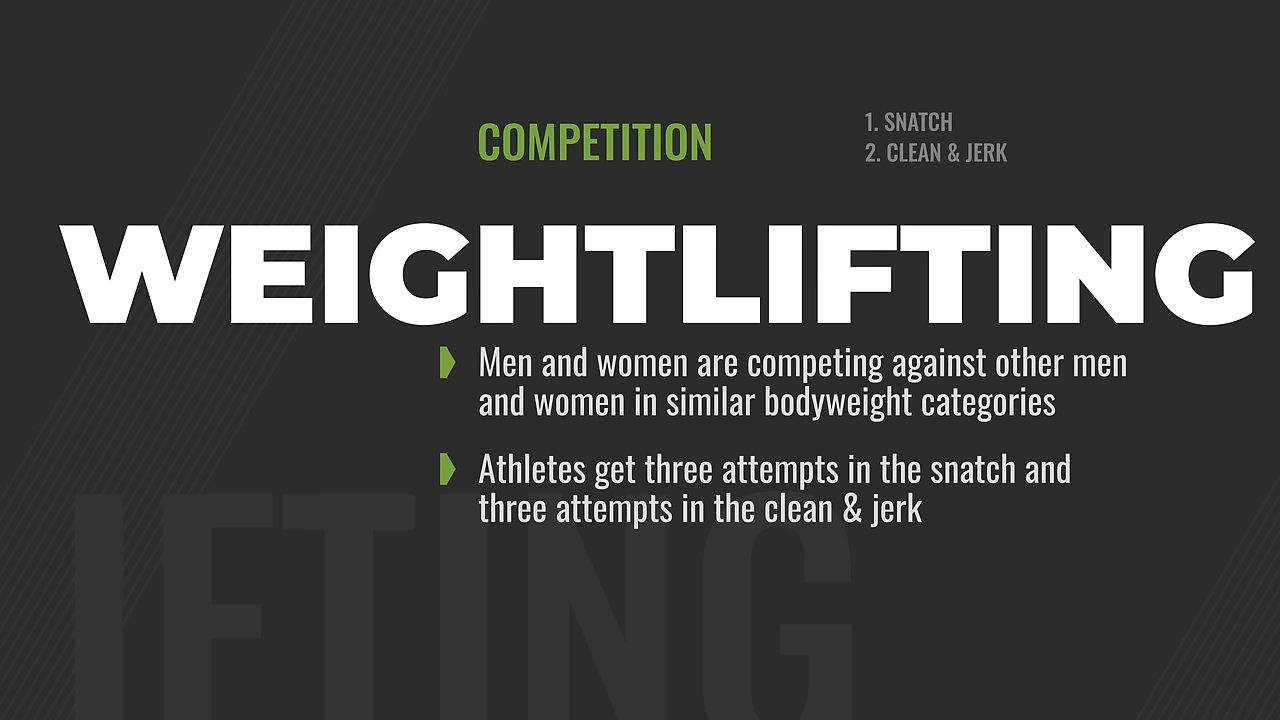 COMPETITION
1. SNATCH
2. CLEAN & JERK
WEIGHTLIFTING
Men and women are competing against other men
and women in similar bodyweight categories
Athletes get three attempts in the snatch and
three attempts in the clean & jerk
IFTING